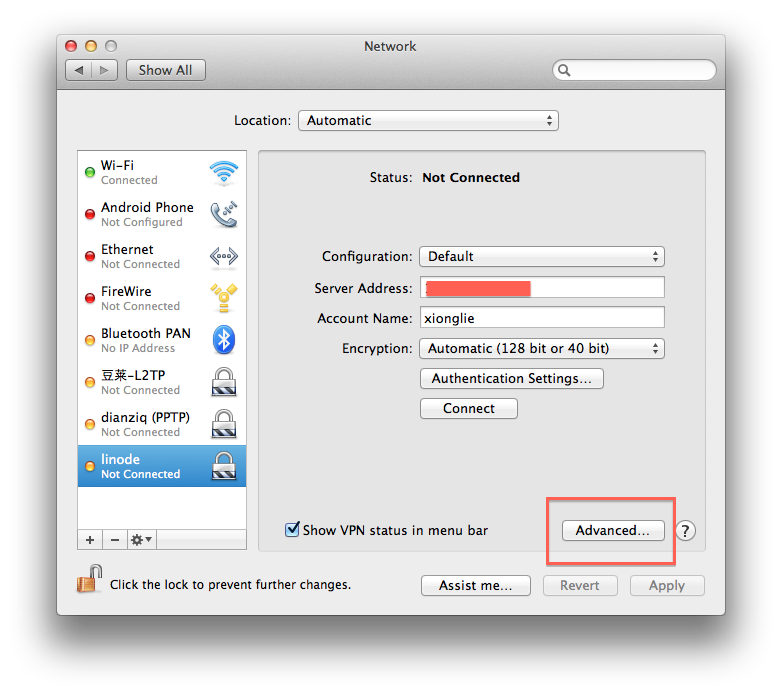 Network
Show All
Location: Automatic
Wi-Fi
Connected
Android Phone
Not Configured
Ethernet
Not Connected
FireWire
Not Connected
Bluetooth PAN
No IP Address
豆莱-L2TP
Not Connected
dianziq (PPTP)
Not Connected
linode
Not Connected
Status: Not Connected
Configuration: Default
Server Address:
Account Name: xionglie
Encryption: Automatic (128 bit or 40 bit)
Authentication Settings...
Connect
Show VPN status in menu bar
Advanced...
?
Click the lock to prevent further changes.
Assist me...
Revert
Apply